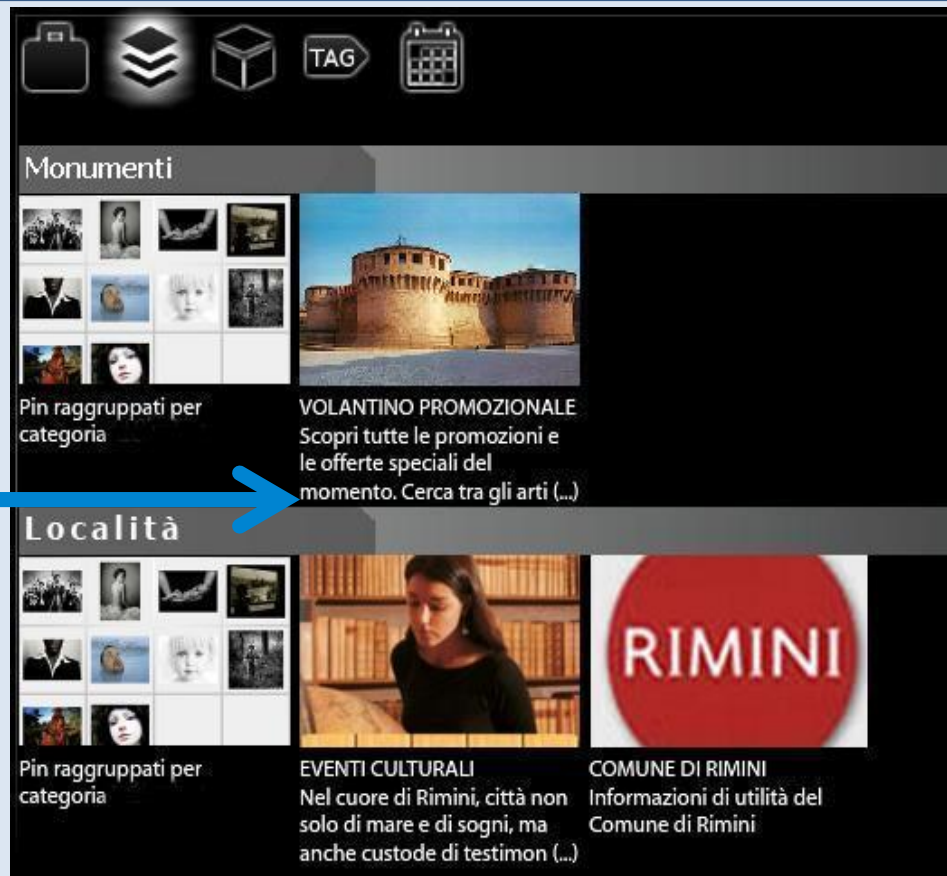 TAG
Monumenti
Pin raggruppati per
categoria
VOLANTINO PROMOZIONALE
Scopri tutte le promozioni e
le offerte speciali del
momento. Cerca tra gli arti (...)
Località
RIMINI
Pin raggruppati per
categoria
EVENTI CULTURALI
Nel cuore di Rimini, città non
solo di mare e di sogni, ma
anche custode di testimon (...)
COMUNE DI RIMINI
Informazioni di utilità del
Comune di Rimini